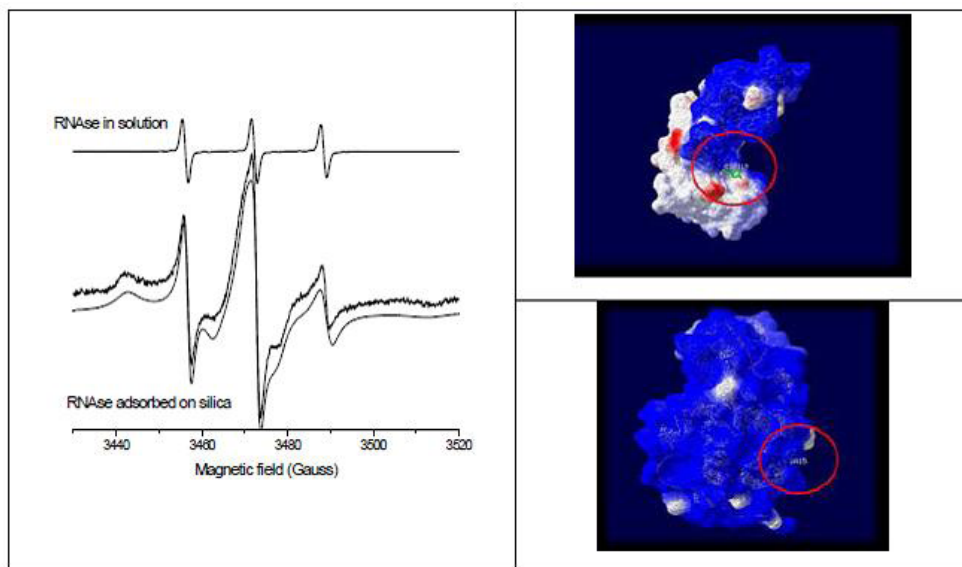 RNAse in solution
RNAse adsorbed on silica
3440 3460 3480 3500 3520
Magnetic field (Gauss)